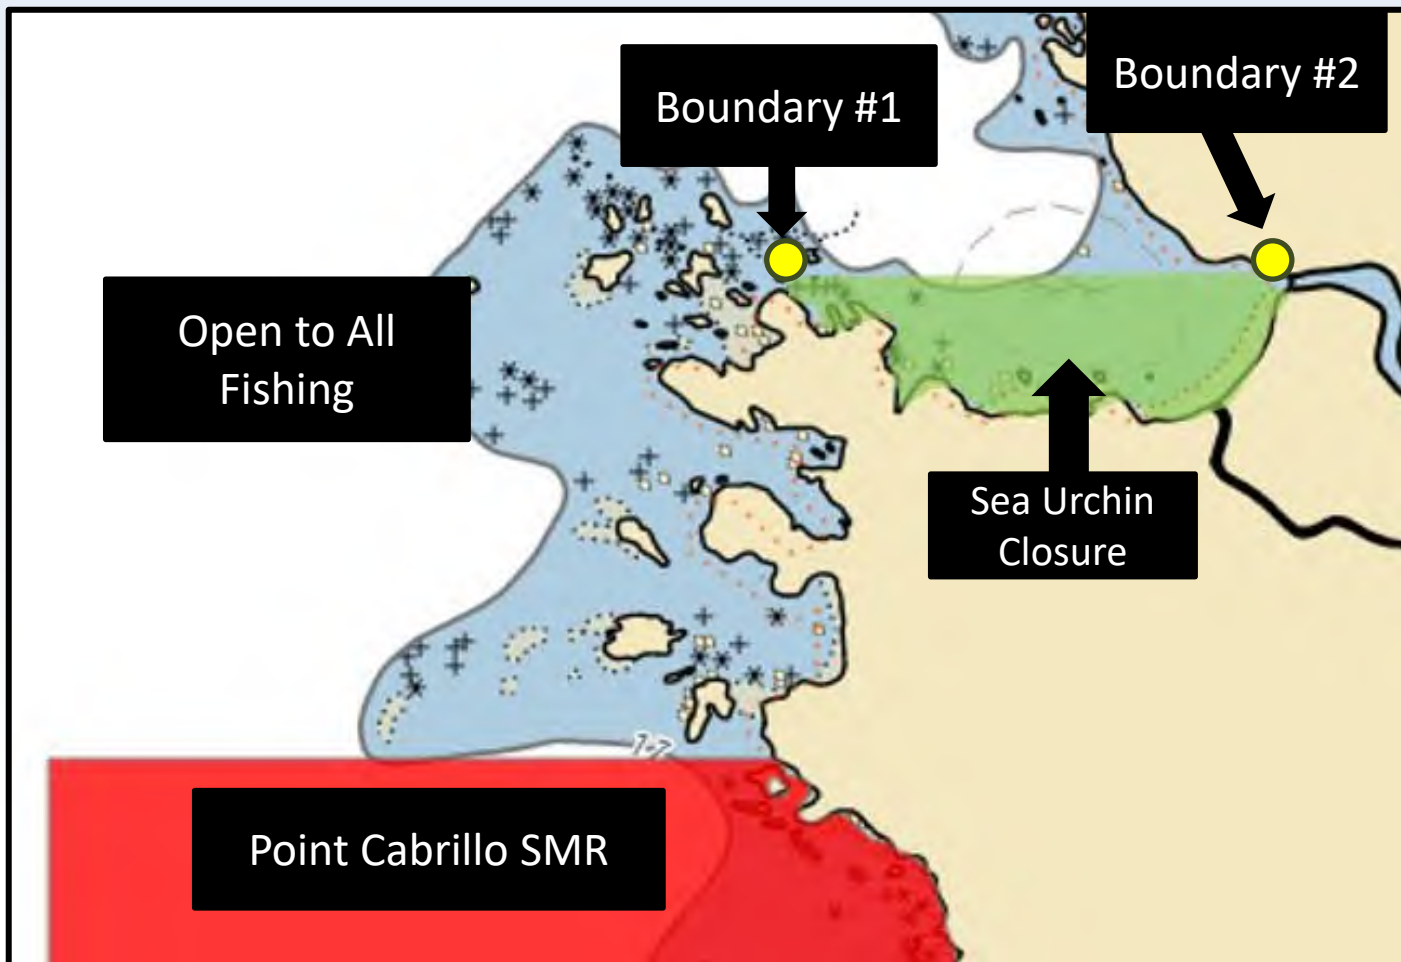 Boundary #1
Boundary #2
Open to All
Fishing
Sea Urchin
Closure
Point Cabrillo SMR